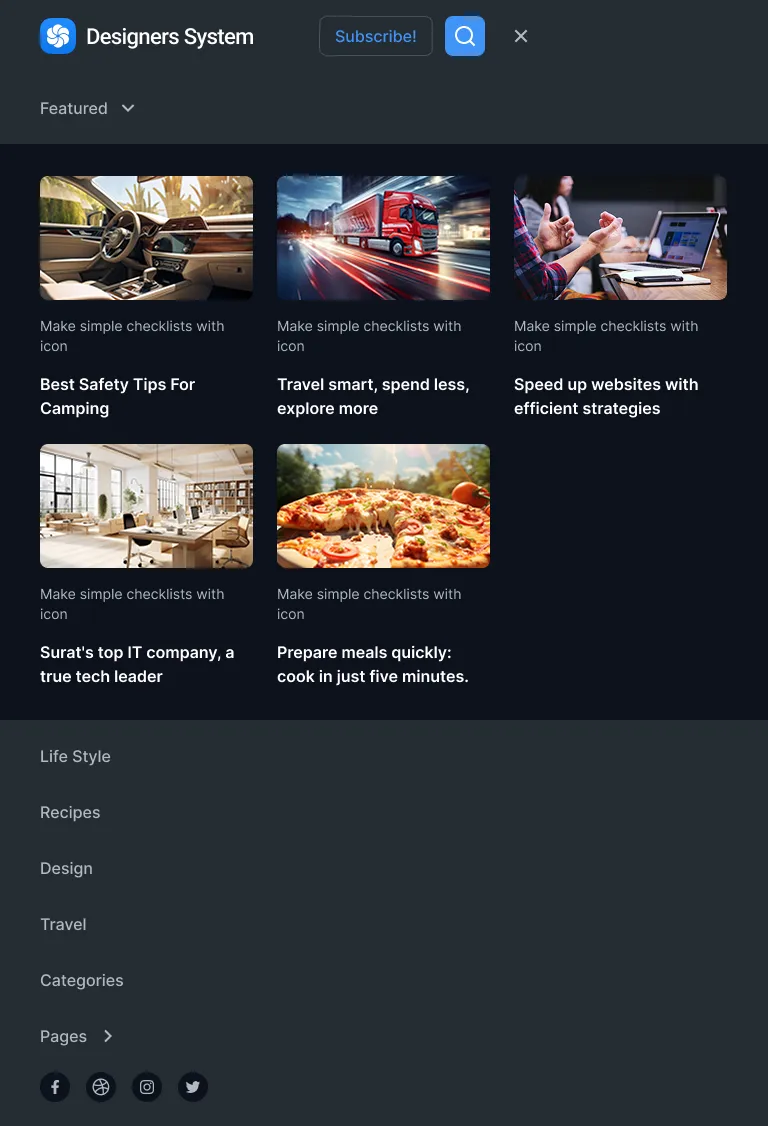 Designers System
Subscribe!
Featured
Make simple checklists with
icon
Best Safety Tips For
Camping
Make simple checklists with
icon
Travel smart, spend less,
explore more
Make simple checklists with
icon
Speed up websites with
efficient strategies
Make simple checklists with
icon
Surat's top IT company, a
true tech leader
Make simple checklists with
icon
Prepare meals quickly:
cook in just five minutes.
Life Style
Recipes
Design
Travel
Categories
Pages